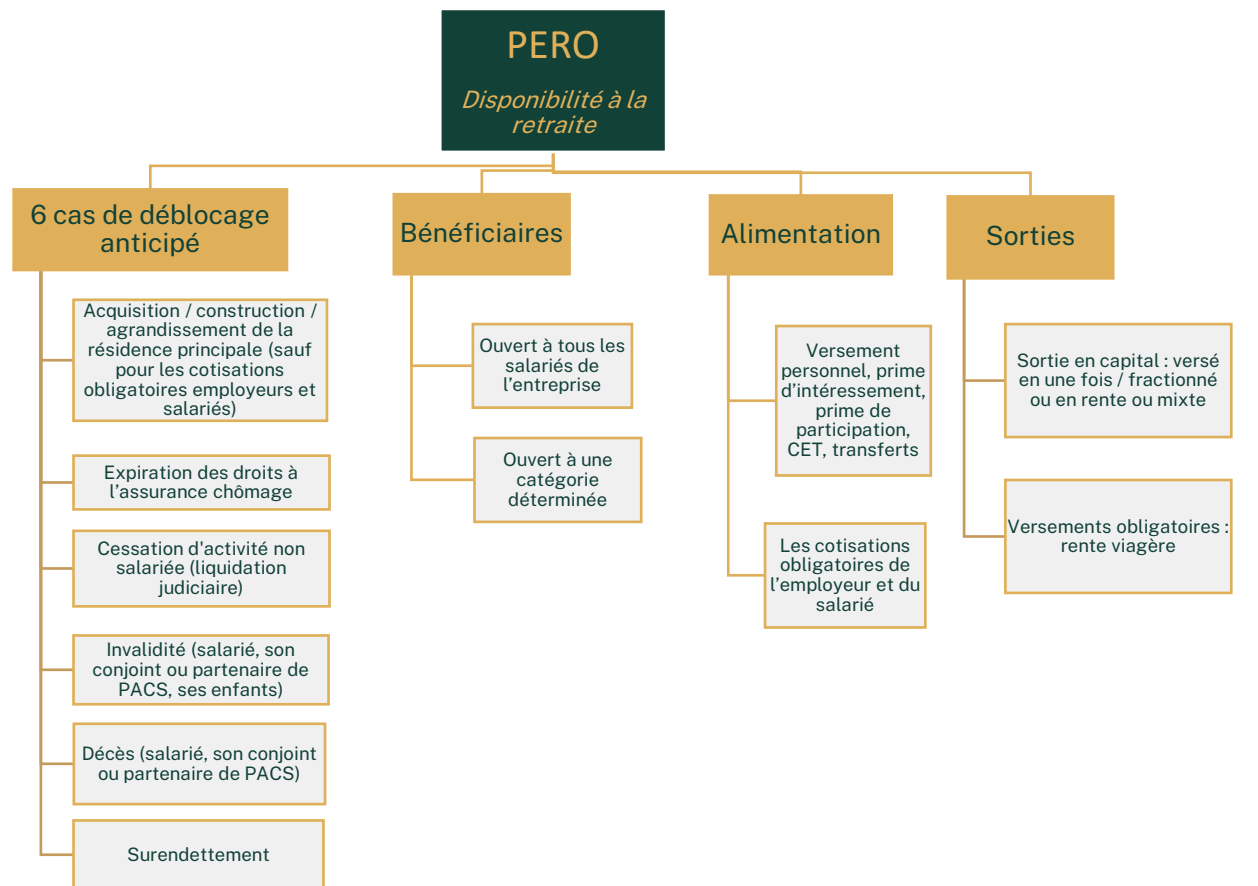 PERO
Disponibilité à la
retraite
6 cas de déblocage
anticipé
Acquisition / construction /
agrandissement de la
résidence principale (sauf
pour les cotisations
obligatoires employeurs et
salariés)
Expiration des droits à
l’assurance chômage
Cessation d'activité non
salariée (liquidation
judiciaire)
Invalidité (salarié, son
conjoint ou partenaire de
PACS, ses enfants)
Décès (salarié, son conjoint
ou partenaire de PACS)
Surendettement
Bénéficiaires
Ouvert à tous les
salariés de
l’entreprise
Ouvert à une
catégorie
déterminée
Alimentation
Versement
personnel, prime
d’intéressement,
prime de
participation,
CET, transferts
Les cotisations
obligatoires de
l’employeur et du
salarié
Sorties
Sortie en capital : versé
en une fois / fractionné
ou en rente ou mixte
Versements obligatoires :
rente viagère